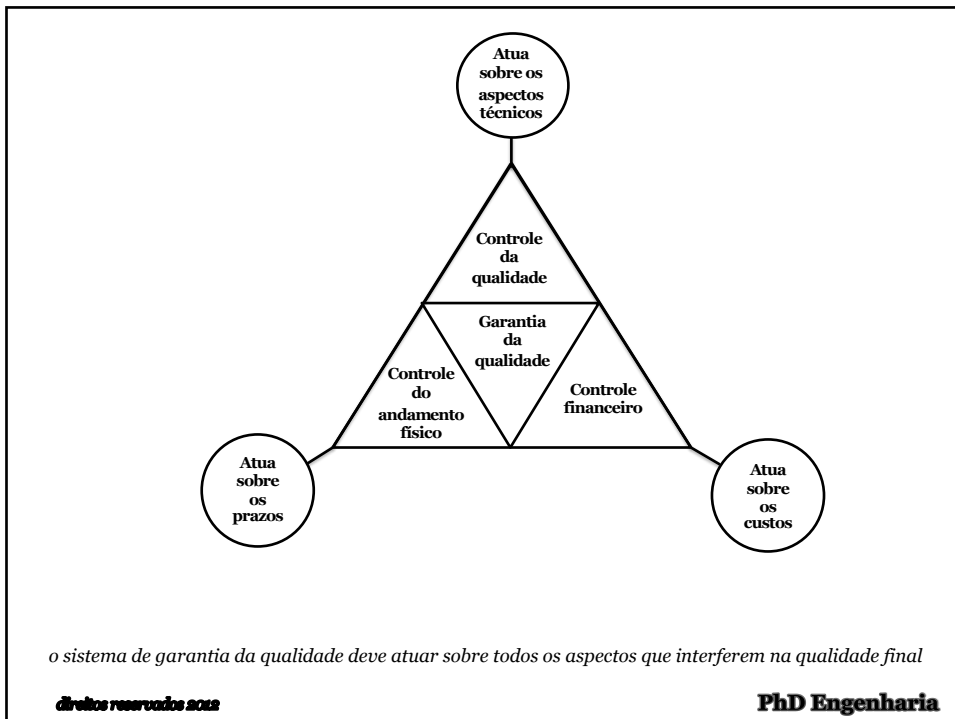 Atua
sobre os
aspectos
técnicos
Controle
da
qualidade
Garantia
da
qualidade
Controle
do
andamento
físico
Controle
financeiro
Atua
sobre
os
prazos
Atua
sobre
os
custos
o sistema de garantia da qualidade deve atuar sobre todos os aspectos que interferem na qualidade final
direitos reservados 2012
PhD Engenharia